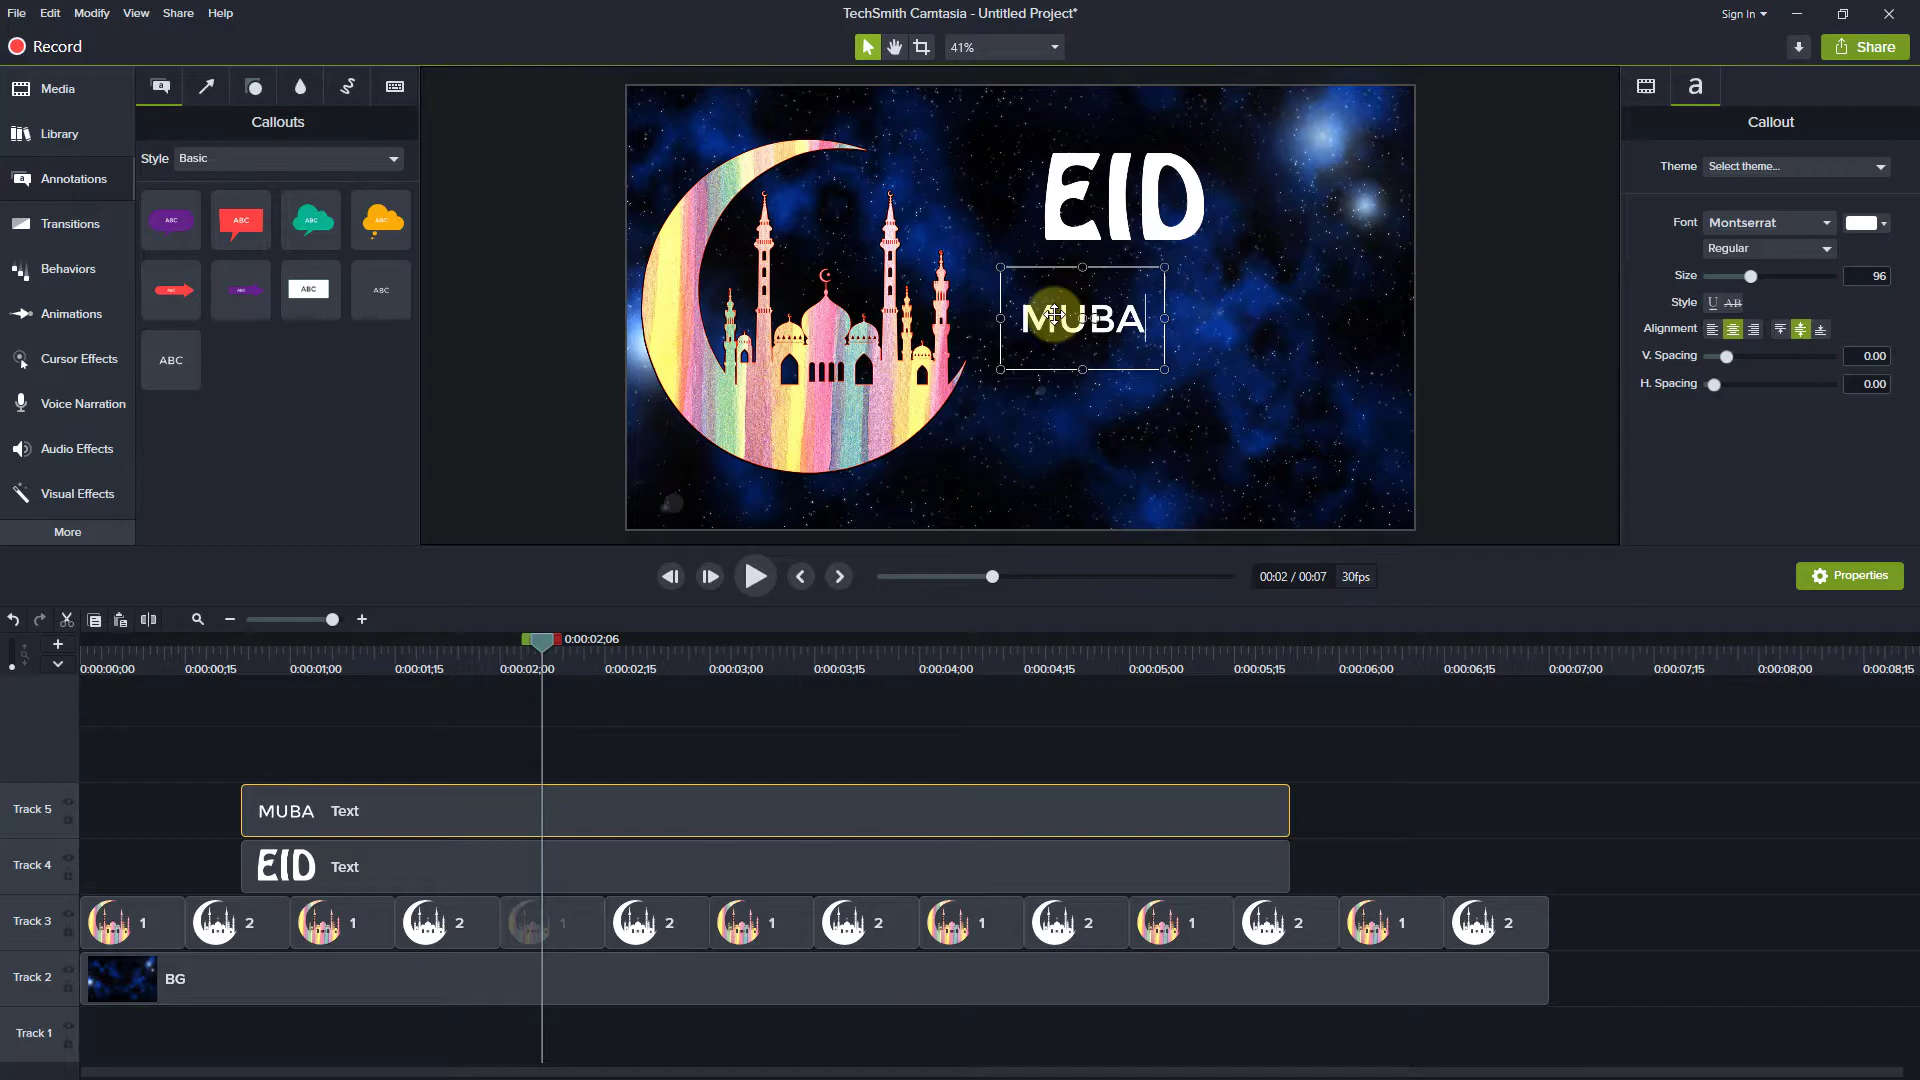 File Edit Modify View Share Help
TechSmith Camtasia - Untitled Project*
Sign In
Record
41%
Share
Media
Library
Annotations
Transitions
Behaviors
Animations
Cursor Effects
Voice Narration
Audio Effects
Visual Effects
More
Callouts
Style Basic
ABC ABC ABC ABC
ABC ABC ABC ABC
ABC
EID
MUBA
Callout
Theme Select theme...
Font Montserrat
Regular
Size 96
Style U AB
Alignment
V. Spacing 0.00
H. Spacing 0.00
00:02 / 00:07 30fps
Properties
0:00:02;06
0:00:00;00 0:00:00;15 0:00:01;00 0:00:01;15 0:00:02;00 0:00:02;15 0:00:03;00 0:00:03;15 0:00:04;00 0:00:04;15 0:00:05;00 0:00:05;15 0:00:06;00 0:00:06;15 0:00:07;00 0:00:07;15 0:00:08;00 0:00:08;15
Track 5 MUBA Text
Track 4 EID Text
Track 3 1 2 1 2 1 2 1 2 1 2 1 2 1 2
Track 2 BG
Track 1